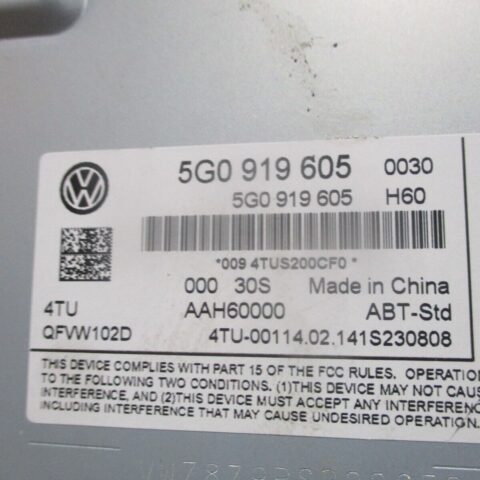 5G0 919 605 0030
5G0 919 605 H60
*009 4TUS200CF0 *
000 30S Made in China
4TU AAH60000 ABT-Std
QFVW102D 4TU-00114.02.141S230808
THIS DEVICE COMPLIES WITH PART 15 OF THE FCC RULES. OPERATION
TO THE FOLLOWING TWO CONDITIONS. (1)THIS DEVICE MAY NOT CAUS
INTERFERENCE, AND (2)THIS DEVICE MUST ACCEPT ANY INTERFERENC
INCLUDING INTERFERENCE THAT MAY CAUSE UNDESIRED OPERATION.